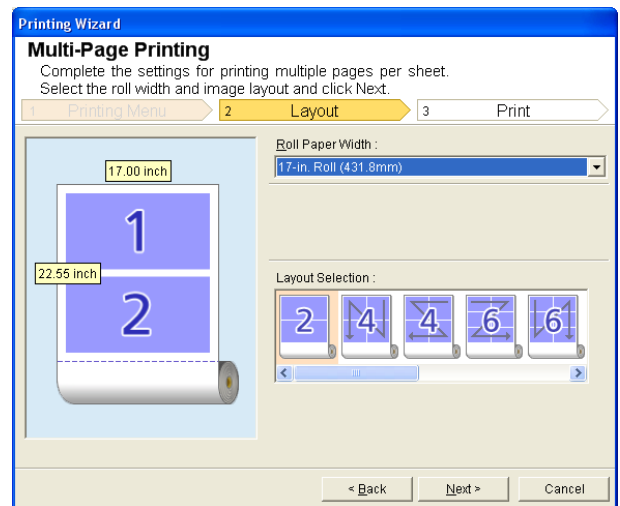 Printing Wizard
Multi-Page Printing
Complete the settings for printing multiple pages per sheet.
Select the roll width and image layout and click Next.
1 Printing Menu 2 Layout 3 Print
Roll Paper Width :
17-in. Roll (431.8mm)
17.00 inch
1
22.55 inch
2
Layout Selection :
2 4 4 6 6
< Back Next > Cancel